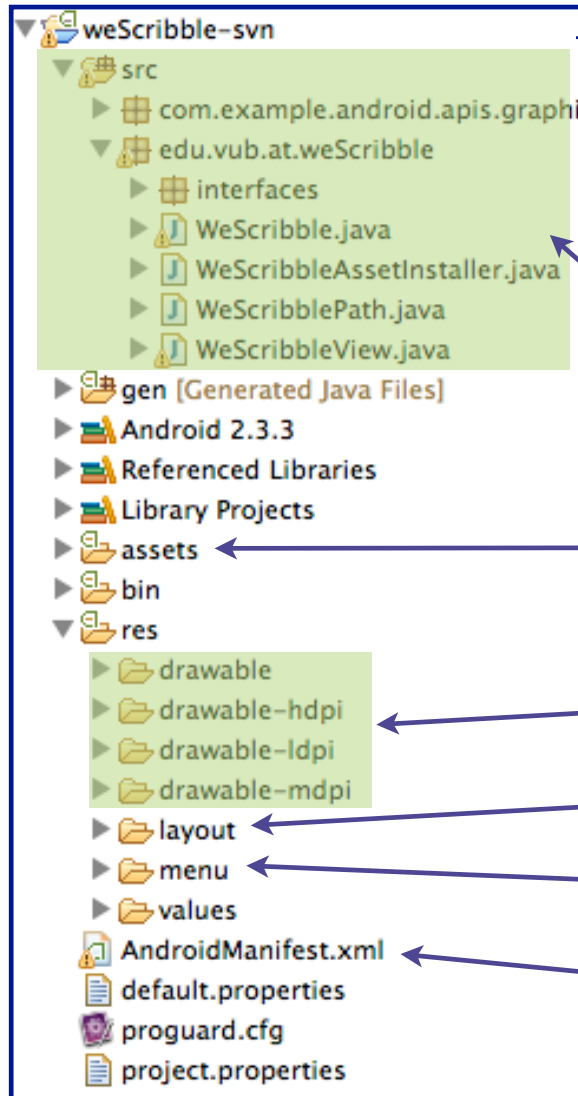 weScribble-svn
src
com.example.android.apis.graphi
edu.vub.at.weScribble
interfaces
WeScribble.java
WeScribbleAssetInstaller.java
WeScribblePath.java
WeScribbleView.java
gen [Generated Java Files]
Android 2.3.3
Referenced Libraries
Library Projects
assets
bin
res
drawable
drawable-hdpi
drawable-ldpi
drawable-mdpi
layout
menu
values
AndroidManifest.xml
default.properties
proguard.cfg
project.properties